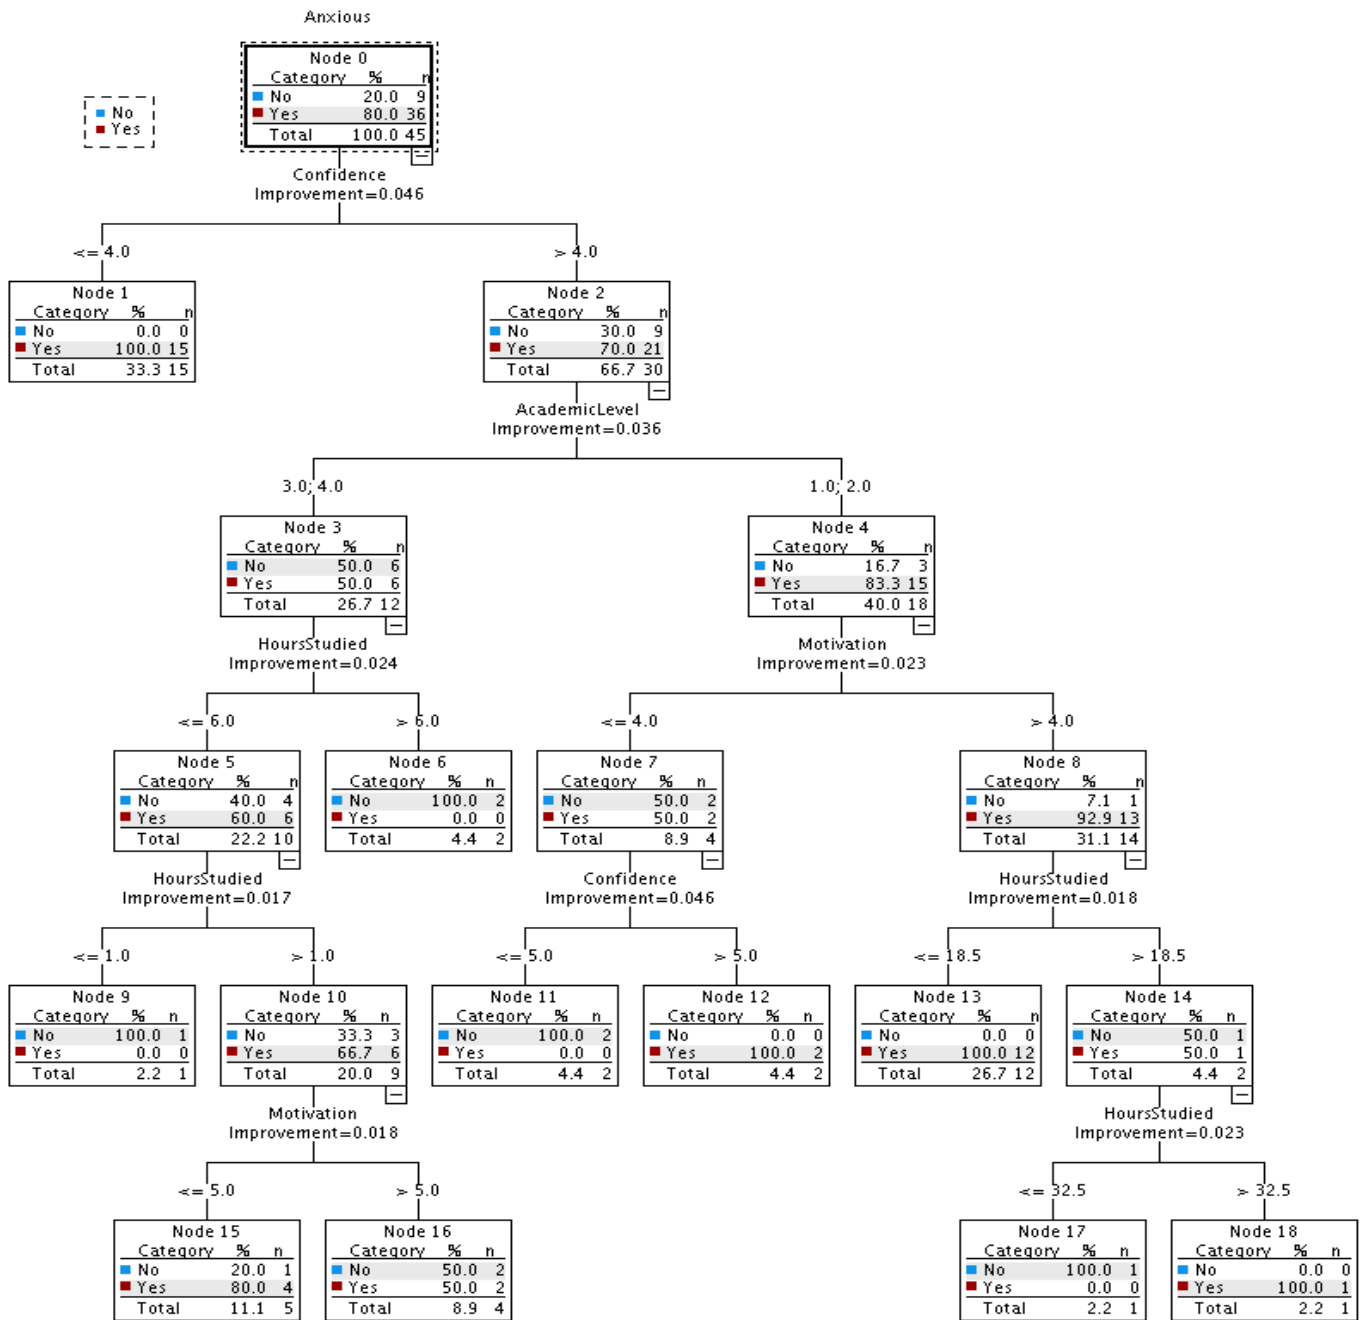 Anxious
Node 0
Category % n
No 20.0 9
Yes 80.0 36
Total 100.0 45
No
Yes
Confidence
Improvement=0.046
<= 4.0
> 4.0
Node 1
Category % n
No 0.0 0
Yes 100.0 15
Total 33.3 15
Node 2
Category % n
No 30.0 9
Yes 70.0 21
Total 66.7 30
AcademicLevel
Improvement=0.036
3.0; 4.0
1.0; 2.0
Node 3
Category % n
No 50.0 6
Yes 50.0 6
Total 26.7 12
Node 4
Category % n
No 16.7 3
Yes 83.3 15
Total 40.0 18
HoursStudied
Improvement=0.024
Motivation
Improvement=0.023
<= 6.0
> 6.0
<= 4.0
> 4.0
Node 5
Category % n
No 40.0 4
Yes 60.0 6
Total 22.2 10
Node 6
Category % n
No 100.0 2
Yes 0.0 0
Total 4.4 2
Node 7
Category % n
No 50.0 2
Yes 50.0 2
Total 8.9 4
Node 8
Category % n
No 7.1 1
Yes 92.9 13
Total 31.1 14
HoursStudied
Improvement=0.017
Confidence
Improvement=0.046
HoursStudied
Improvement=0.018
<= 1.0
> 1.0
<= 5.0
> 5.0
<= 18.5
> 18.5
Node 9
Category % n
No 100.0 1
Yes 0.0 0
Total 2.2 1
Node 10
Category % n
No 33.3 3
Yes 66.7 6
Total 20.0 9
Node 11
Category % n
No 100.0 2
Yes 0.0 0
Total 4.4 2
Node 12
Category % n
No 0.0 0
Yes 100.0 2
Total 4.4 2
Node 13
Category % n
No 0.0 0
Yes 100.0 12
Total 26.7 12
Node 14
Category % n
No 50.0 1
Yes 50.0 1
Total 4.4 2
Motivation
Improvement=0.018
HoursStudied
Improvement=0.023
<= 5.0
> 5.0
<= 32.5
> 32.5
Node 15
Category % n
No 20.0 1
Yes 80.0 4
Total 11.1 5
Node 16
Category % n
No 50.0 2
Yes 50.0 2
Total 8.9 4
Node 17
Category % n
No 100.0 1
Yes 0.0 0
Total 2.2 1
Node 18
Category % n
No 0.0 0
Yes 100.0 1
Total 2.2 1